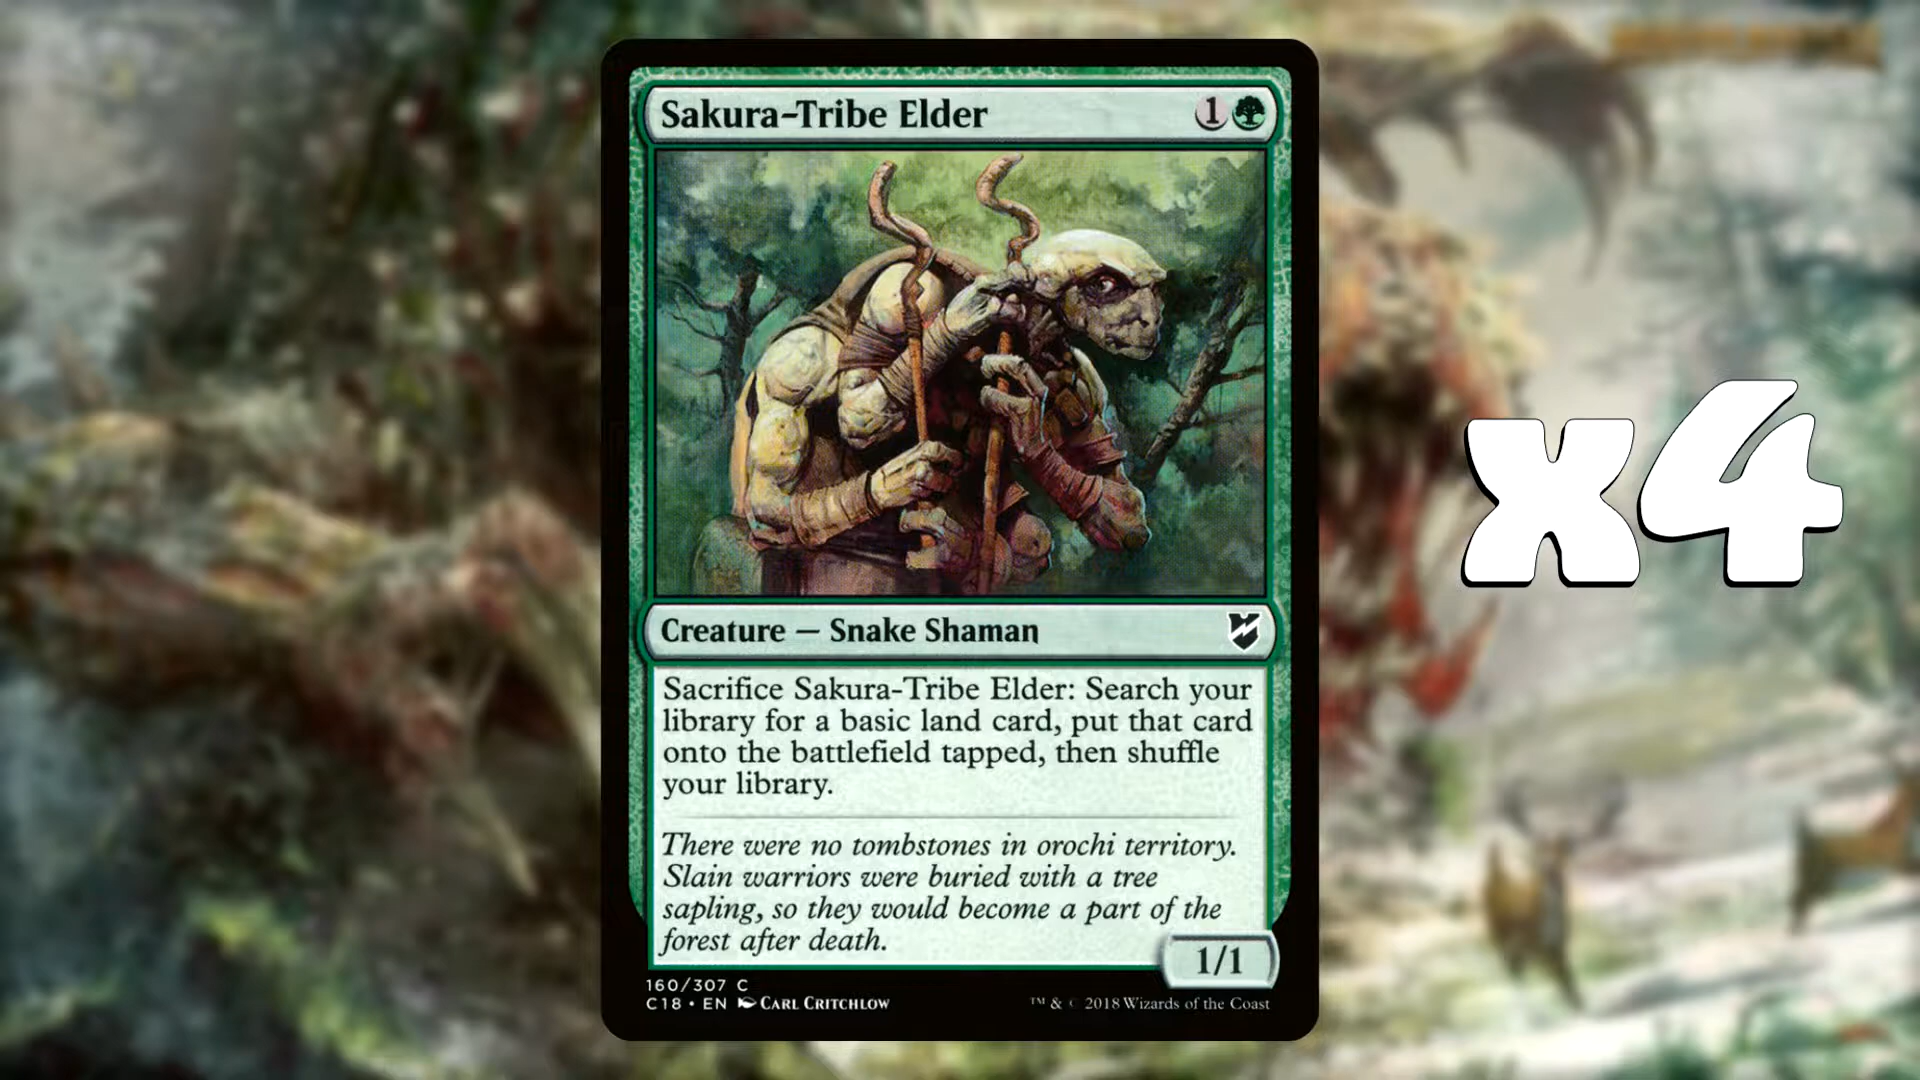 Sakura-Tribe Elder 1
Creature — Snake Shaman
Sacrifice Sakura-Tribe Elder: Search your
library for a basic land card, put that card
onto the battlefield tapped, then shuffle
your library.
There were no tombstones in orochi territory.
Slain warriors were buried with a tree
sapling, so they would become a part of the
forest after death.
1/1
160/307 C
C18 • EN CARL CRITCHLOW
™ & © 2018 Wizards of the Coast
x4